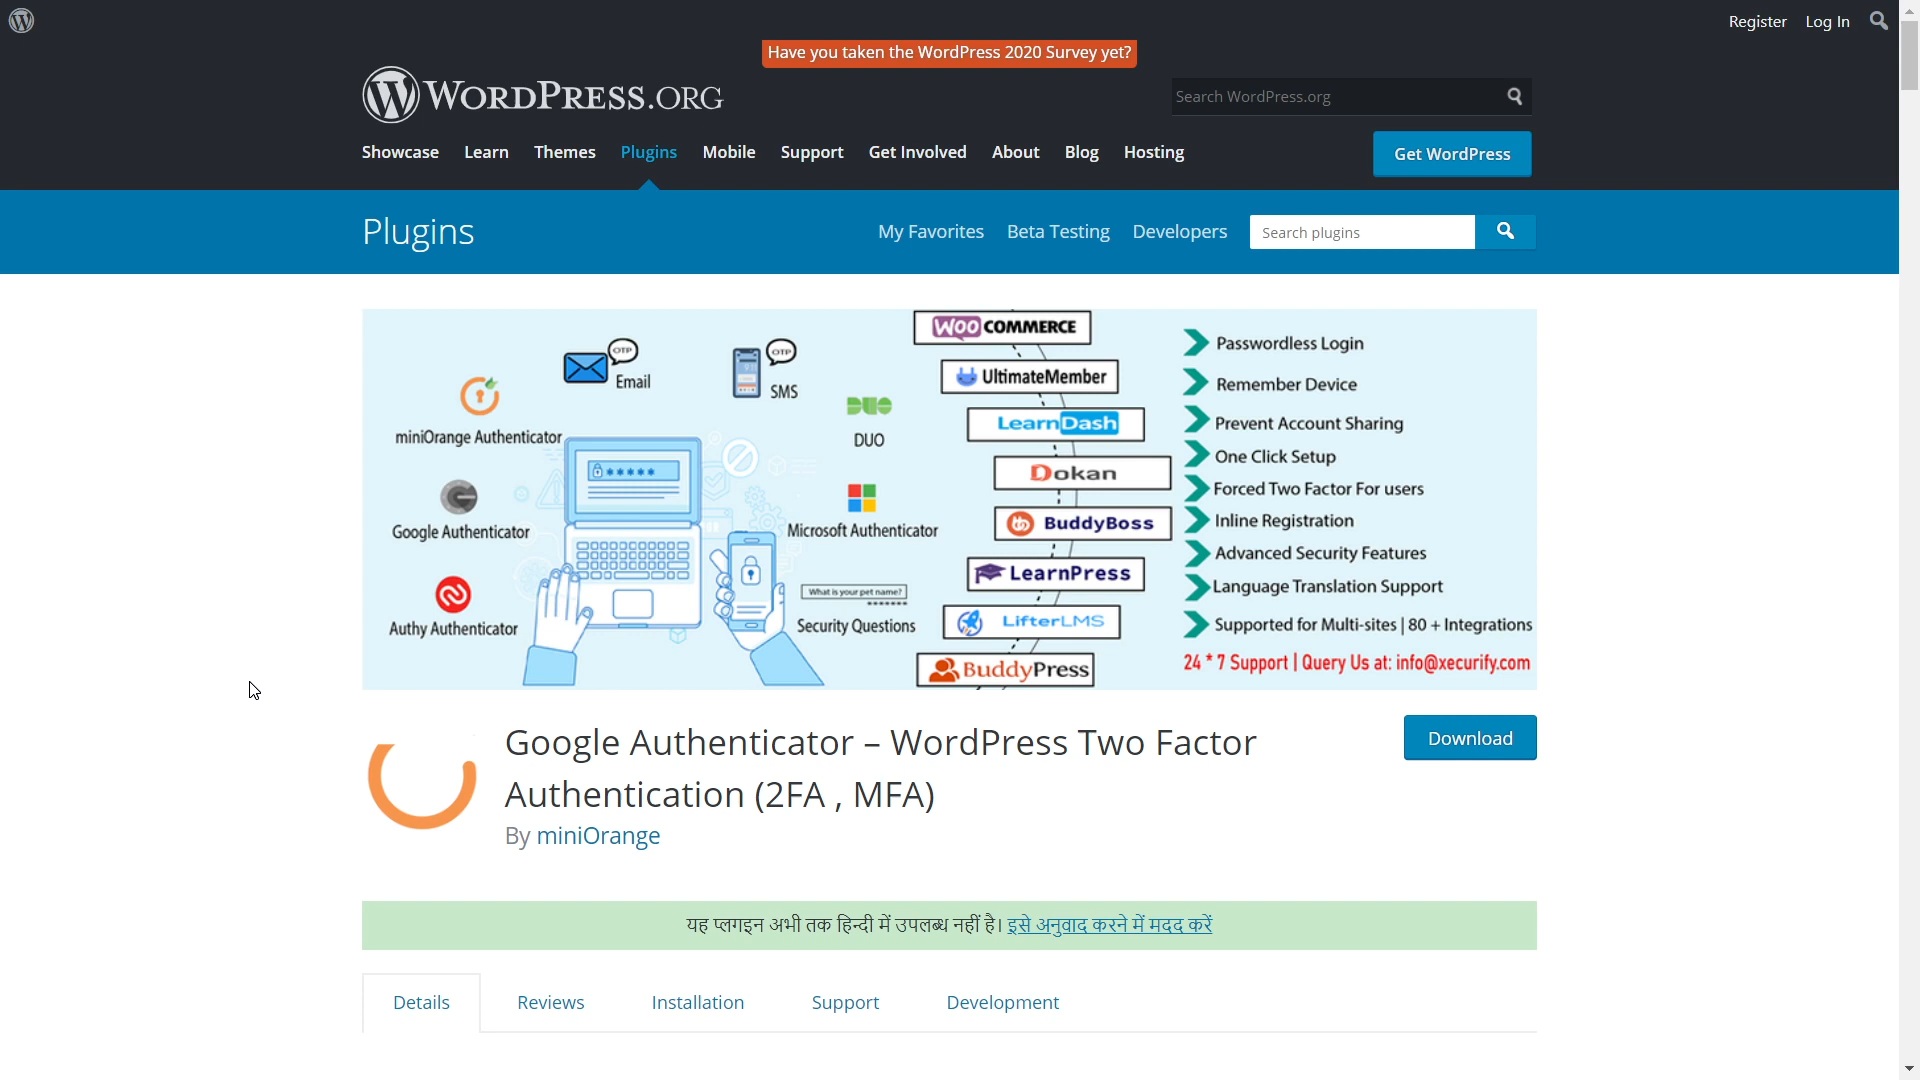 Register Log In
Have you taken the WordPress 2020 Survey yet?
WORDPRESS.ORG
Search WordPress.org
Showcase Learn Themes Plugins Mobile Support Get Involved About Blog Hosting
Get WordPress
Plugins
My Favorites Beta Testing Developers
Search plugins
OTP
Email
OTP
SMS
miniOrange Authenticator
DUO
DUO
Google Authenticator
Microsoft Authenticator
Authy Authenticator
What is your pet name?
Security Questions
*****
WOO COMMERCE
UltimateMember
LearnDash
Dokan
BuddyBoss
LearnPress
LifterLMS
BuddyPress
Passwordless Login
Remember Device
Prevent Account Sharing
One Click Setup
Forced Two Factor For users
Inline Registration
Advanced Security Features
Language Translation Support
Supported for Multi-sites | 80 + Integrations
24 * 7 Support | Query Us at: info@xecurify.com
Google Authenticator – WordPress Two Factor
Authentication (2FA , MFA)
By miniOrange
Download
यह प्लगइन अभी तक हिन्दी में उपलब्ध नहीं है। इसे अनुवाद करने में मदद करें
Details Reviews Installation Support Development